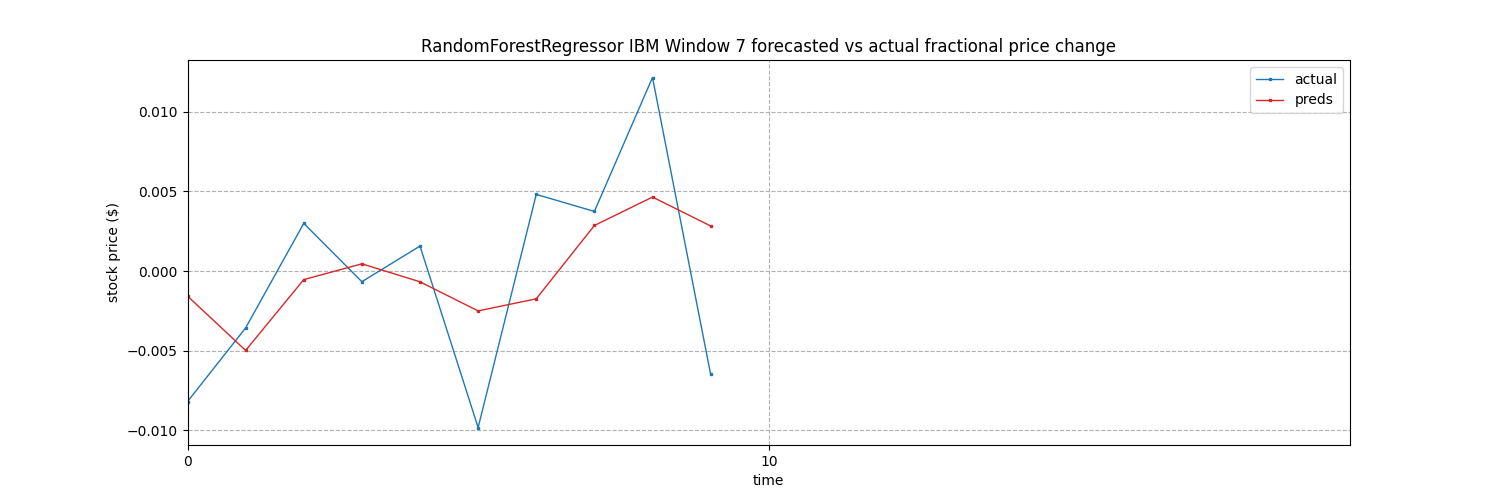 RandomForestRegressor IBM Window 7 forecasted vs actual fractional price change
actual
preds
0.010
0.005
0.000
−0.005
−0.010
stock price ($)
0
10
time